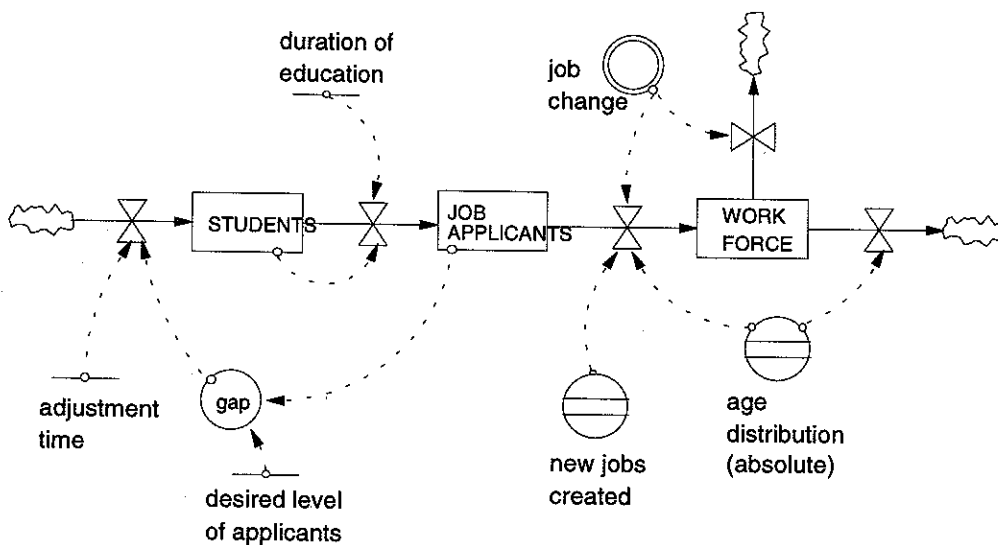 duration of
education
job
change
STUDENTS
JOB
APPLICANTS
WORK
FORCE
adjustment
time
gap
desired level
of applicants
new jobs
created
age
distribution
(absolute)